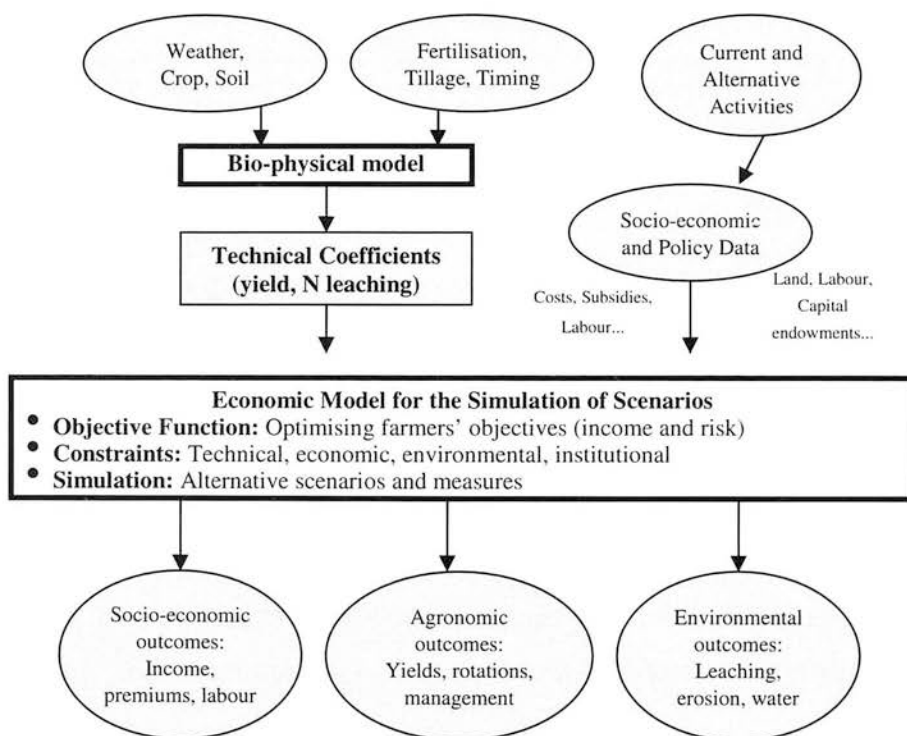 Weather,
Crop, Soil
Fertilisation,
Tillage, Timing
Current and
Alternative
Activities
Bio-physical model
Socio-economic
and Policy Data
Technical Coefficients
(yield, N leaching)
Costs, Subsidies,
Labour...
Land, Labour,
Capital
endowments...
Economic Model for the Simulation of Scenarios
• Objective Function: Optimising farmers' objectives (income and risk)
• Constraints: Technical, economic, environmental, institutional
• Simulation: Alternative scenarios and measures
Socio-economic
outcomes:
Income,
premiums, labour
Agronomic
outcomes:
Yields, rotations,
management
Environmental
outcomes:
Leaching,
erosion, water